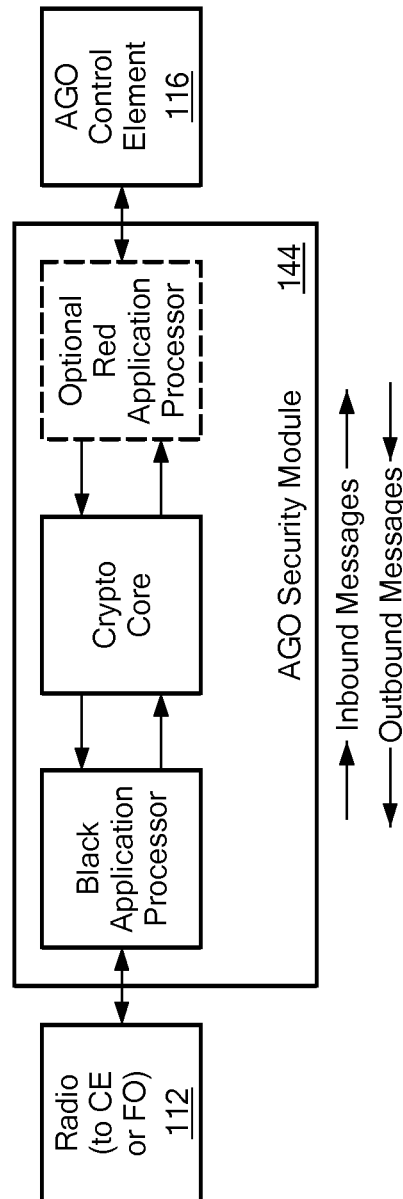 Radio
(to CE
or FO)
112
Black
Application
Processor
Crypto
Core
Optional
Red
Application
Processor
AGO
Control
Element
116
144
AGO Security Module
Inbound Messages
Outbound Messages